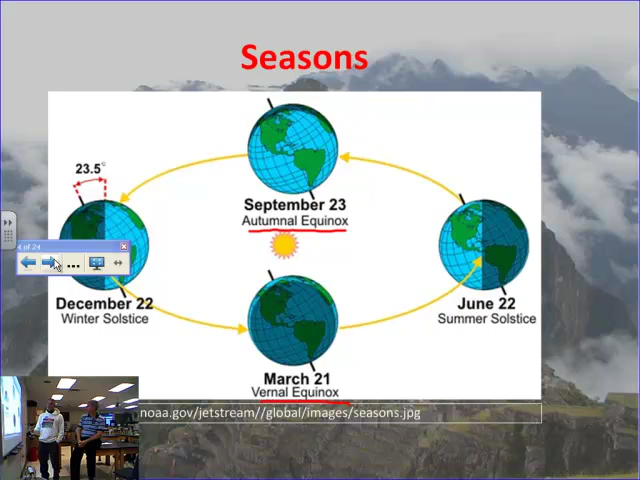 Seasons
23.5°
September 23
Autumnal Equinox
4 of 24
December 22
Winter Solstice
June 22
Summer Solstice
March 21
Vernal Equinox
noaa.gov/jetstream//global/images/seasons.jpg